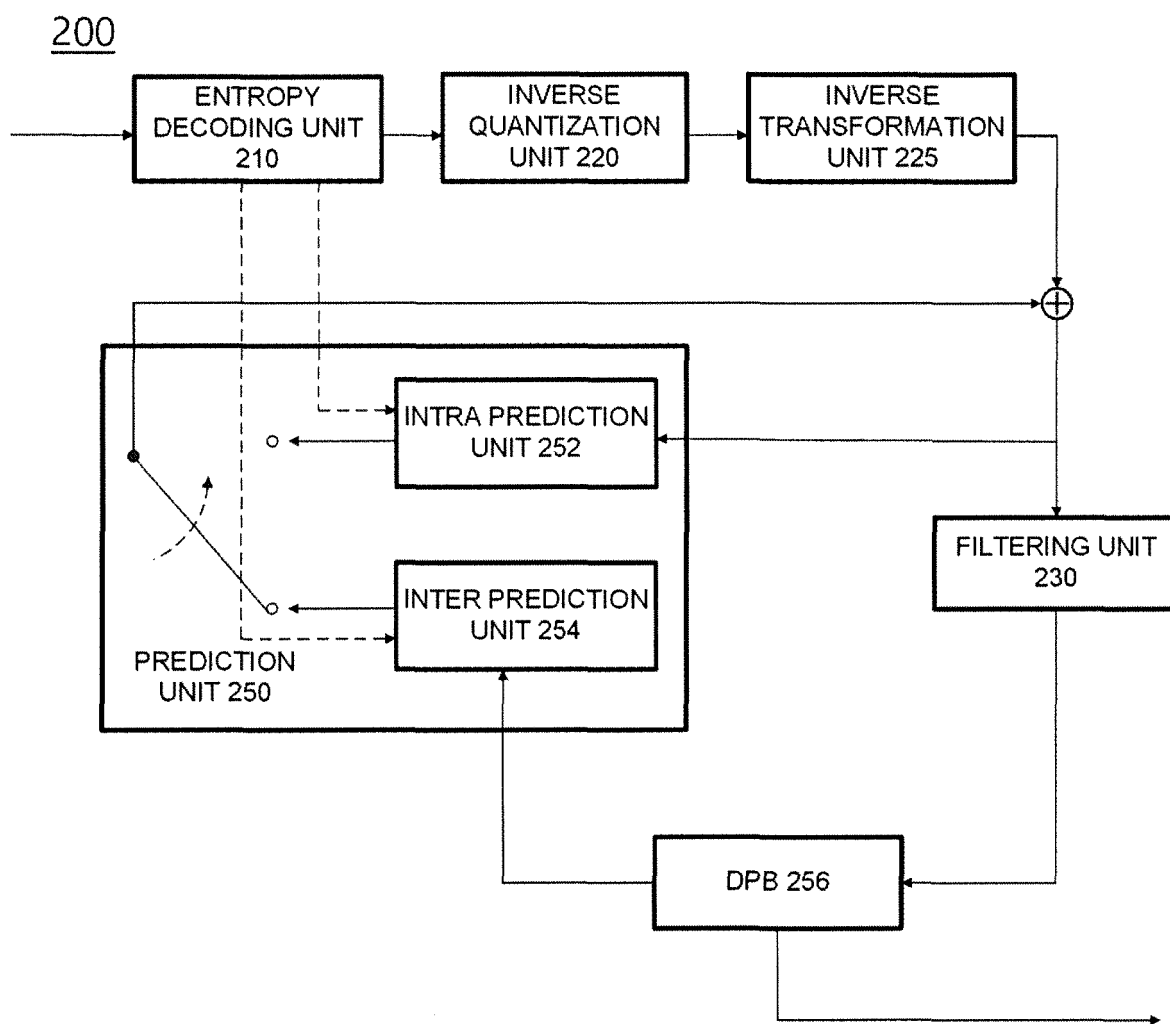 200
ENTROPY
DECODING UNIT
210
INVERSE
QUANTIZATION
UNIT 220
INVERSE
TRANSFORMATION
UNIT 225
INTRA PREDICTION
UNIT 252
FILTERING UNIT
230
INTER PREDICTION
UNIT 254
PREDICTION
UNIT 250
DPB 256